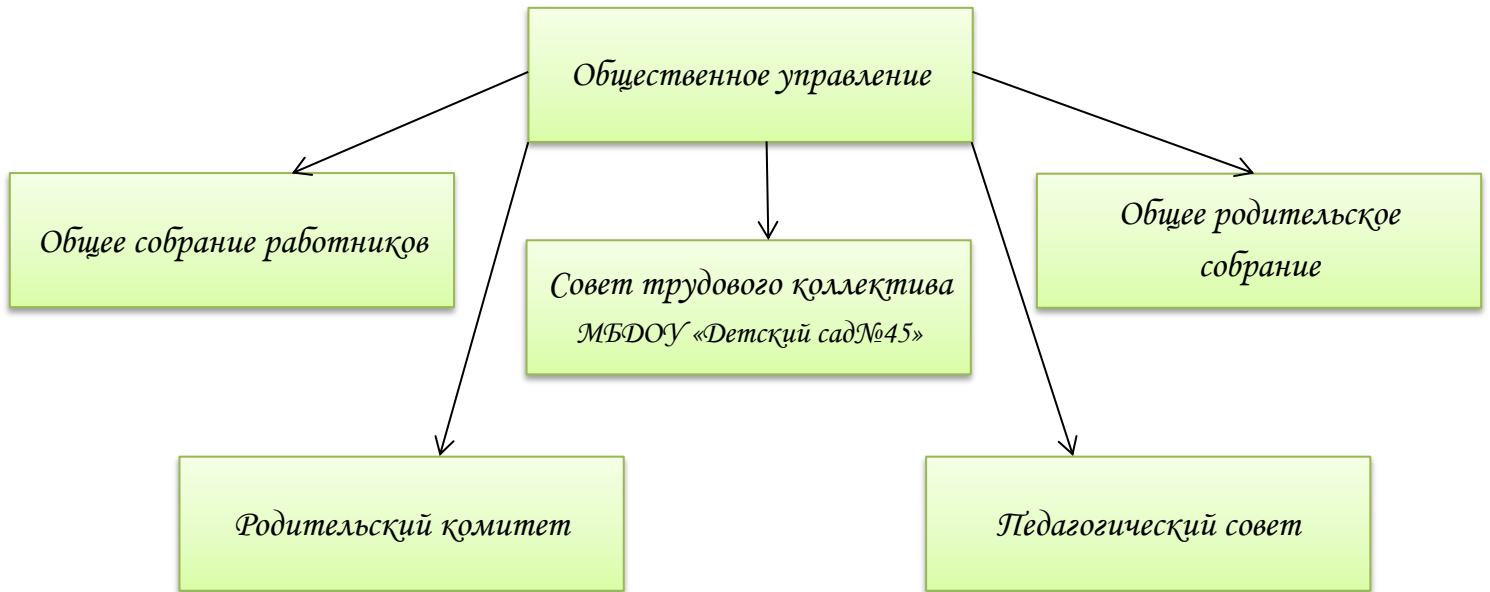 Общественное управление
Общее собрание работников
Общее родительское
собрание
Совет трудового коллектива
МБДОУ «Детский сад№45»
Родительский комитет
Педагогический совет